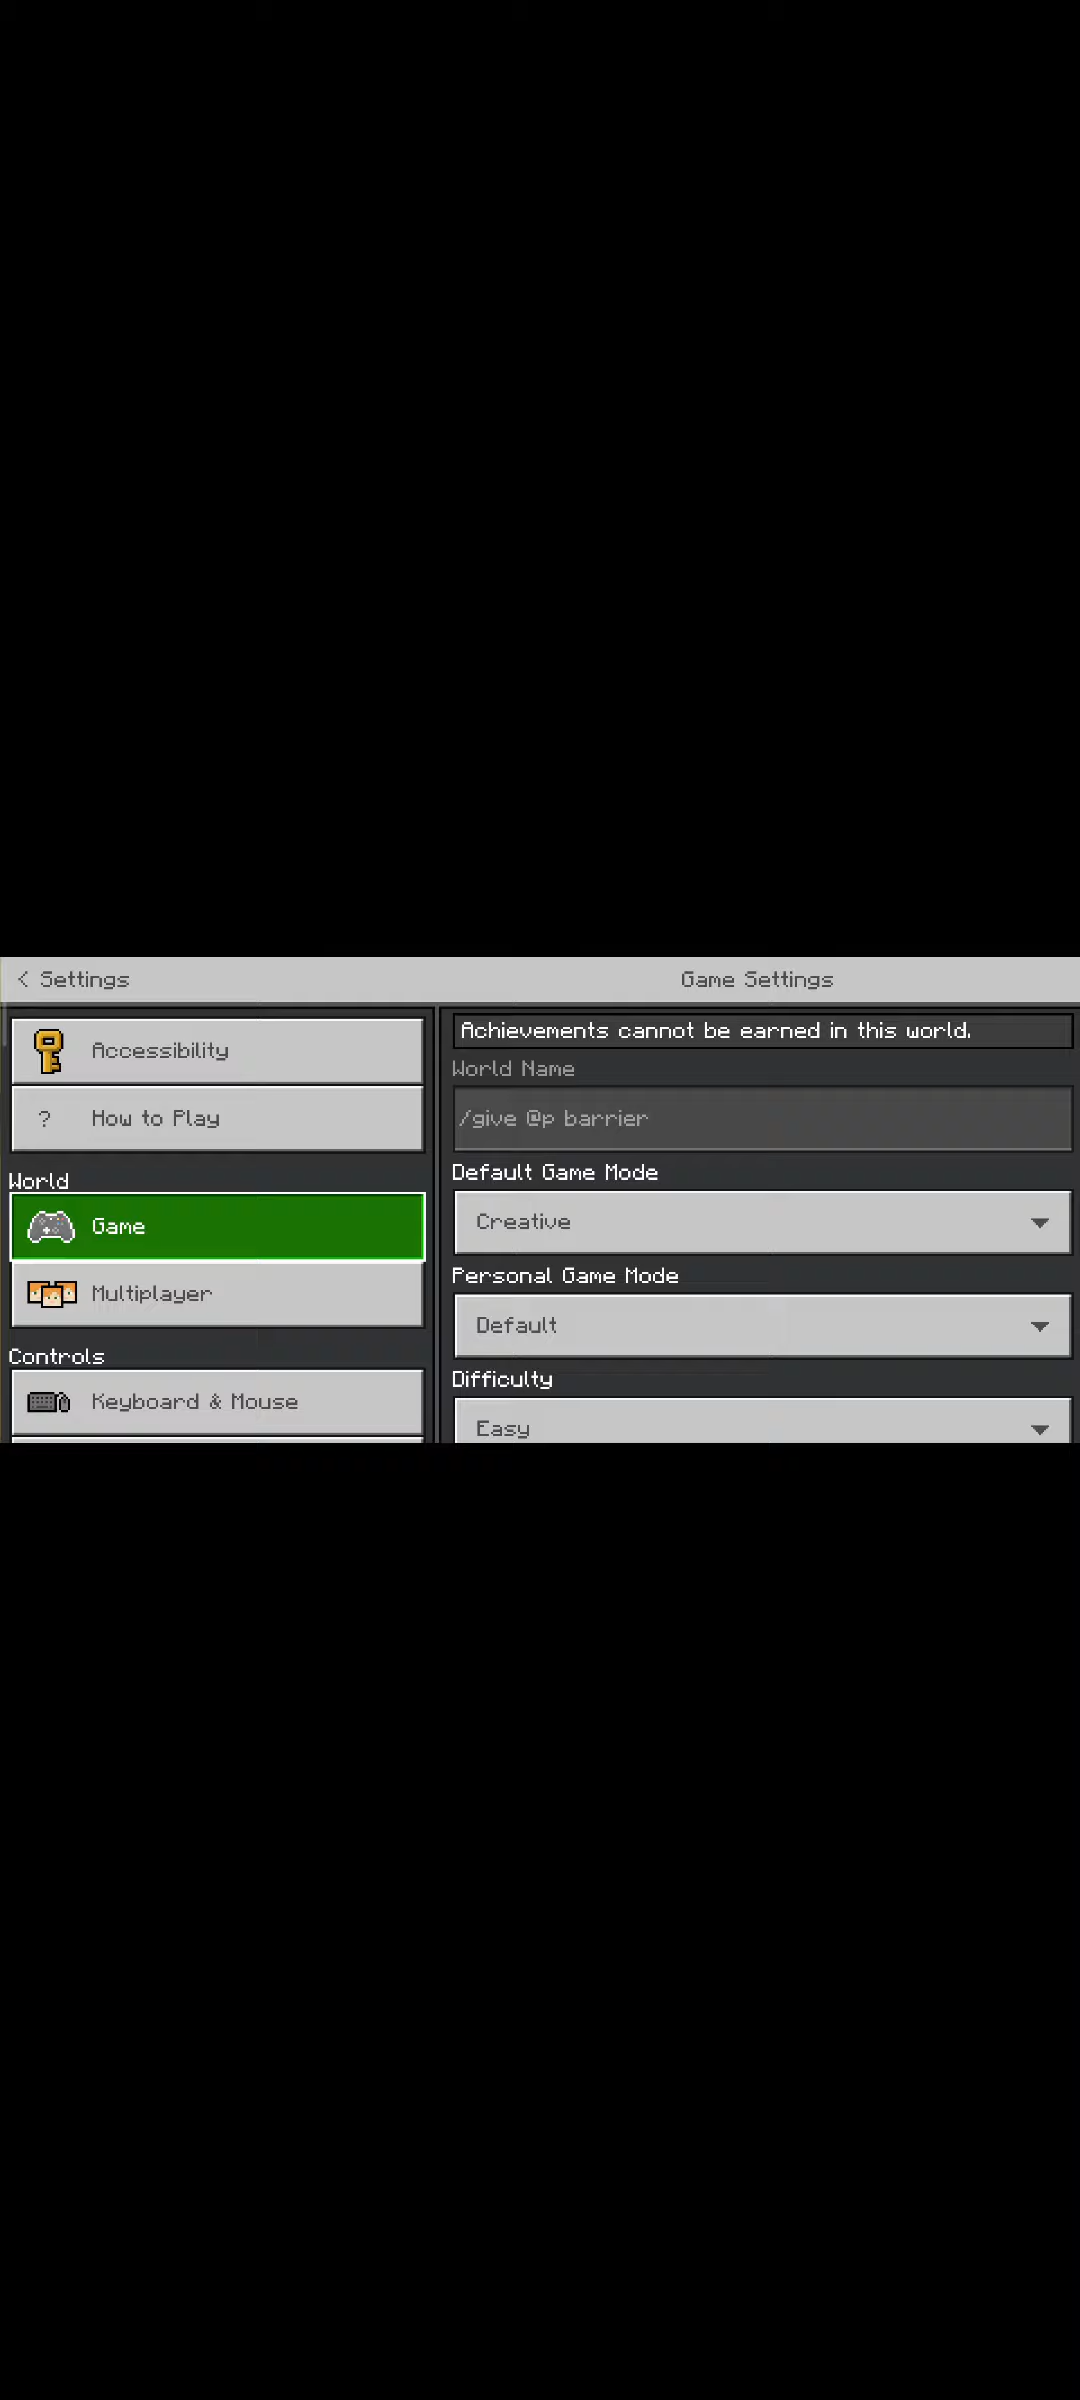 < Settings
Game Settings
Accessibility
? How to Play
World
Game
Multiplayer
Controls
Keyboard & Mouse
Achievements cannot be earned in this world.
World Name
/give @p barrier
Default Game Mode
Creative
Personal Game Mode
Default
Difficulty
Easy